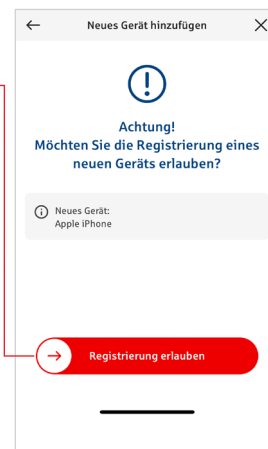 Neues Gerät hinzufügen
Achtung!
Möchten Sie die Registrierung eines
neuen Geräts erlauben?
Neues Gerät:
Apple iPhone
Registrierung erlauben